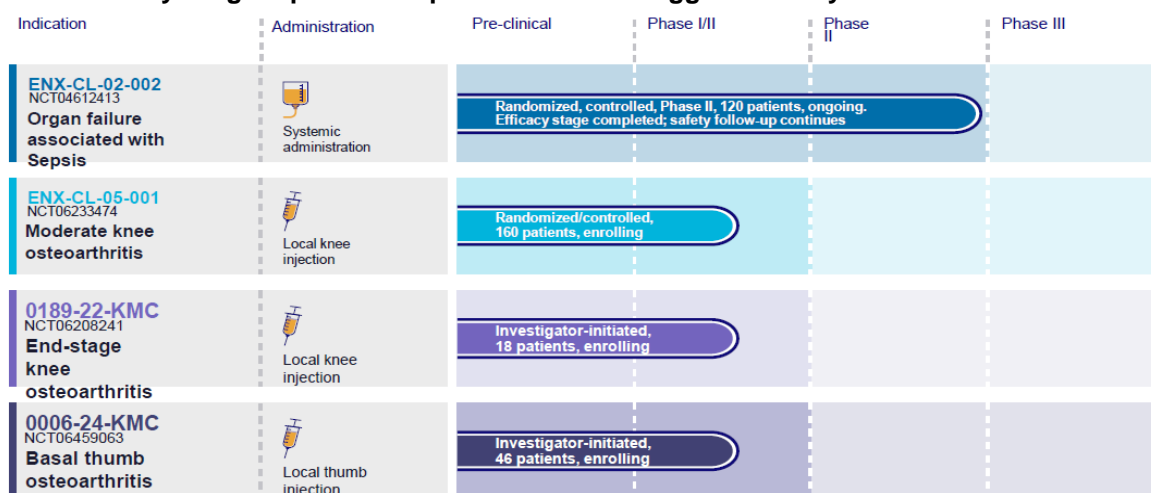 Indication
Administration
Pre-clinical
Phase I/II
Phase
II
Phase III
ENX-CL-02-002
NCT04612413
Organ failure
associated with
Sepsis
Systemic
administration
Randomized, controlled, Phase II, 120 patients, ongoing.
Efficacy stage completed; safety follow-up continues
ENX-CL-05-001
NCT06233474
Moderate knee
osteoarthritis
Local knee
injection
Randomized/controlled,
160 patients, enrolling
0189-22-KMC
NCT06208241
End-stage
knee
osteoarthritis
Local knee
injection
Investigator-initiated,
18 patients, enrolling
0006-24-KMC
NCT06459063
Basal thumb
osteoarthritis
Local thumb
injection
Investigator-initiated,
46 patients, enrolling